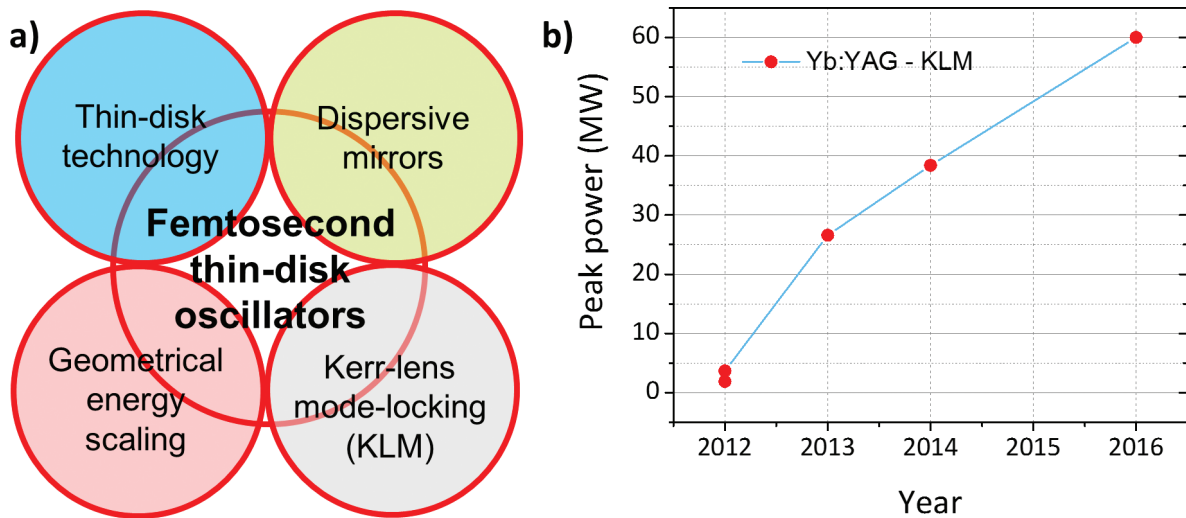 a)
Thin-disk
technology
Dispersive
mirrors
Femtosecond
thin-disk
oscillators
Geometrical
energy
scaling
Kerr-lens
mode-locking
(KLM)
b)
Yb:YAG - KLM
Peak power (MW)
60
50
40
30
20
10
0
2012
2013
2014
2015
2016
Year